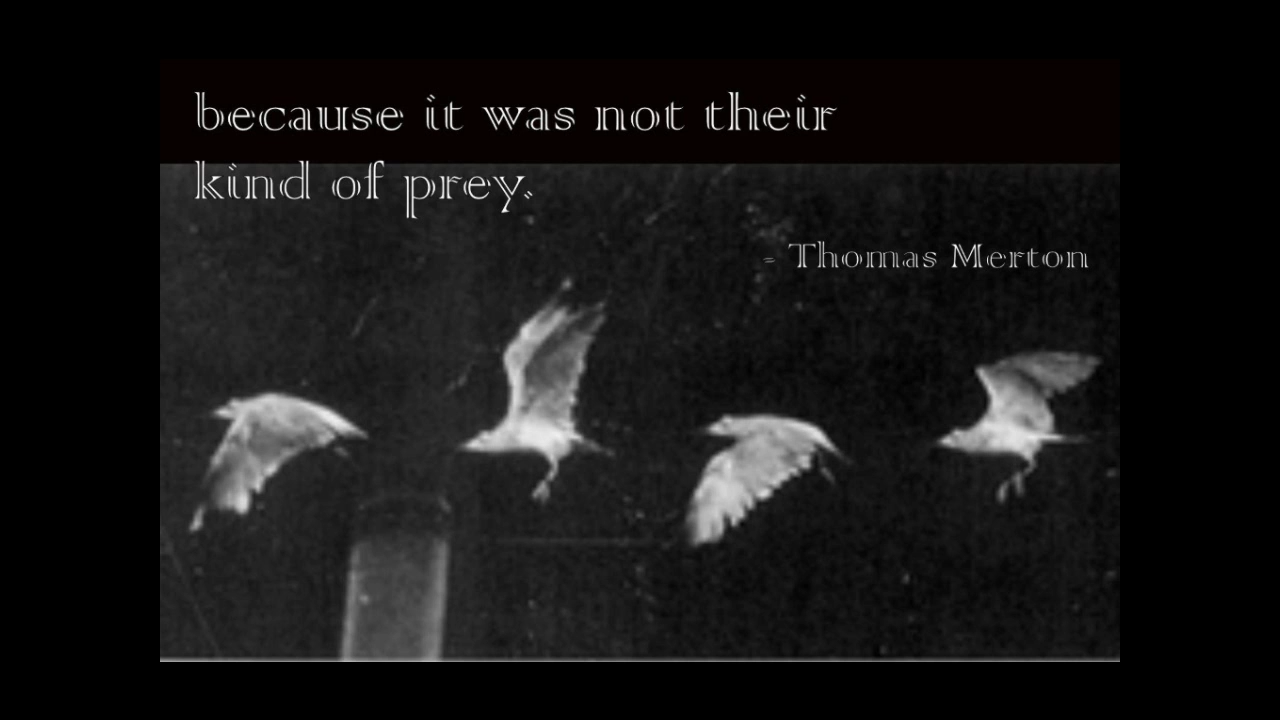 because it was not their
kind of prey.
- Thomas Merton